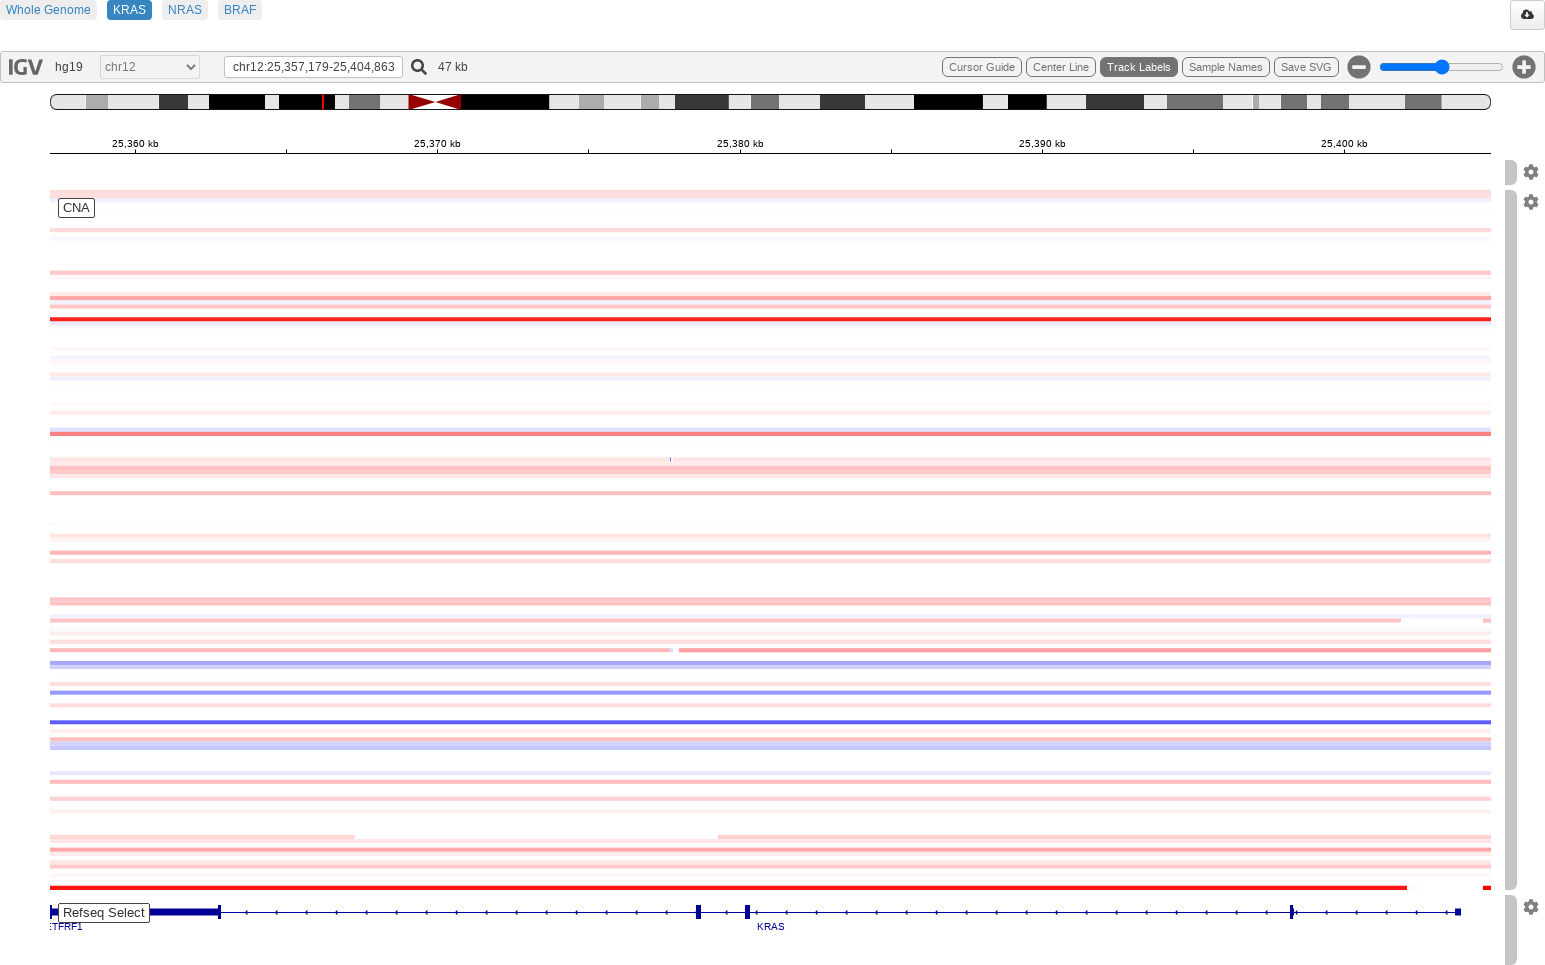 Whole Genome KRAS NRAS BRAF
IGV hg19 chr12 chr12:25,357,179-25,404,863 47 kb Cursor Guide Center Line Track Labels Sample Names Save SVG
25,360 kb 25,370 kb 25,380 kb 25,390 kb 25,400 kb
CNA
Refseq Select
ETFRF1 KRAS